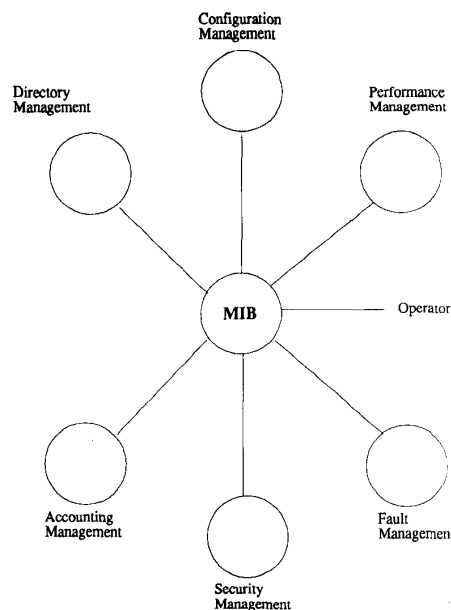 Configuration
Management
Directory
Management
Performance
Management
MIB
Operator
Accounting
Management
Fault
Managemen
Security
Management